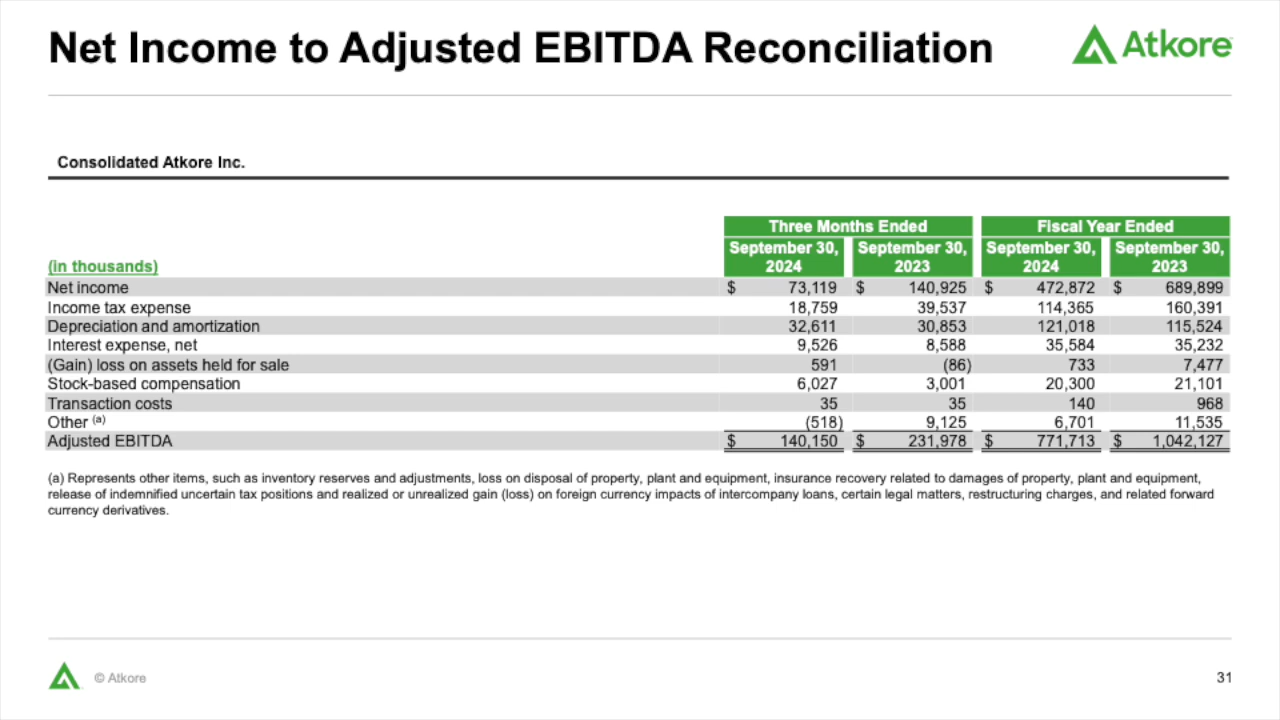 Net Income to Adjusted EBITDA Reconciliation
Atkore
Consolidated Atkore Inc.
Three Months Ended Fiscal Year Ended
(in thousands) September 30, 2024 September 30, 2023 September 30, 2024 September 30, 2023
Net income $ 73,119 $ 140,925 $ 472,872 $ 689,899
Income tax expense 18,759 39,537 114,365 160,391
Depreciation and amortization 32,611 30,853 121,018 115,524
Interest expense, net 9,526 8,588 35,584 35,232
(Gain) loss on assets held for sale 591 (86) 733 7,477
Stock-based compensation 6,027 3,001 20,300 21,101
Transaction costs 35 35 140 968
Other (a) (518) 9,125 6,701 11,535
Adjusted EBITDA $ 140,150 $ 231,978 $ 771,713 $ 1,042,127
(a) Represents other items, such as inventory reserves and adjustments, loss on disposal of property, plant and equipment, insurance recovery related to damages of property, plant and equipment,
release of indemnified uncertain tax positions and realized or unrealized gain (loss) on foreign currency impacts of intercompany loans, certain legal matters, restructuring charges, and related forward
currency derivatives.
© Atkore
31